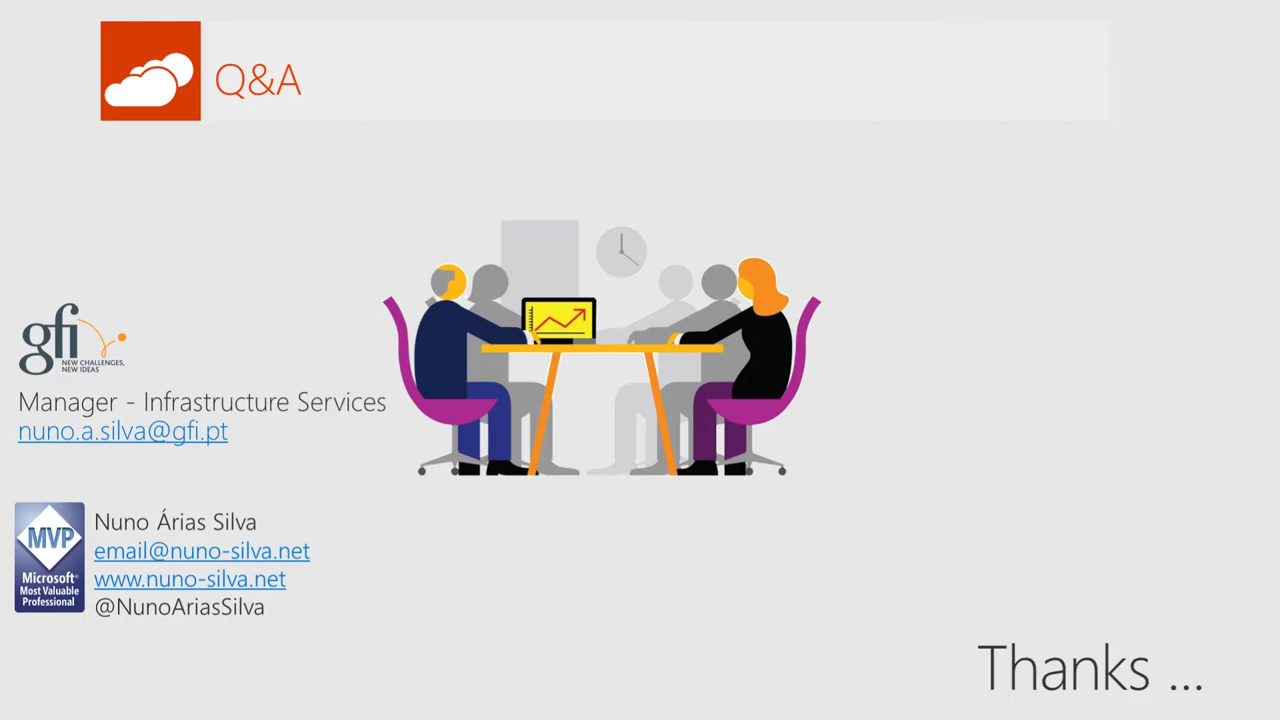 Q&A
gfi
NEW CHALLENGES,
NEW IDEAS
Manager - Infrastructure Services
nuno.a.silva@gfi.pt
MVP
Microsoft®
Most Valuable
Professional
Nuno Árias Silva
email@nuno-silva.net
www.nuno-silva.net
@NunoAriasSilva
Thanks ...